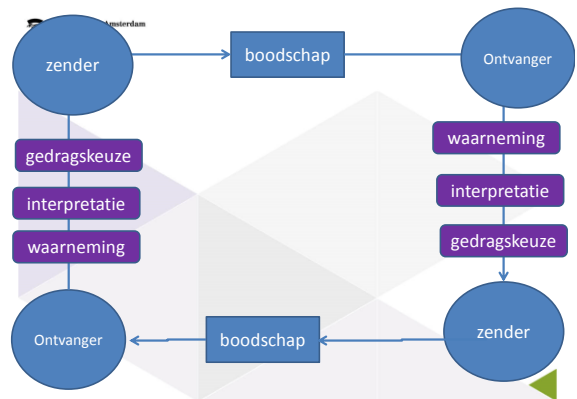 Amsterdam
zender
boodschap
Ontvanger
gedragskeuze
interpretatie
waarneming
waarneming
interpretatie
gedragskeuze
Ontvanger
boodschap
zender